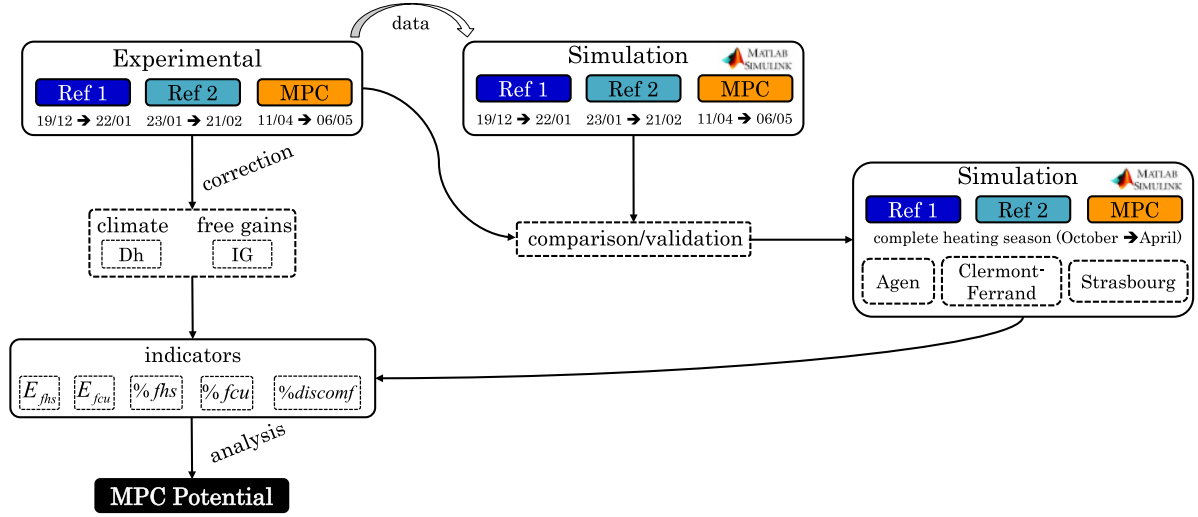 data
Experimental
Ref 1 Ref 2 MPC
19/12 ➔ 22/01 23/01 ➔ 21/02 11/04 ➔ 06/05
Simulation
MATLAB
SIMULINK
Ref 1 Ref 2 MPC
19/12 ➔ 22/01 23/01 ➔ 21/02 11/04 ➔ 06/05
correction
climate free gains
Dh IG
comparison/validation
Simulation
MATLAB
SIMULINK
Ref 1 Ref 2 MPC
complete heating season (October ➔April)
Agen
Clermont-
Ferrand
Strasbourg
indicators
E fhs E fcu % fhs % fcu %discomf
analysis
MPC Potential